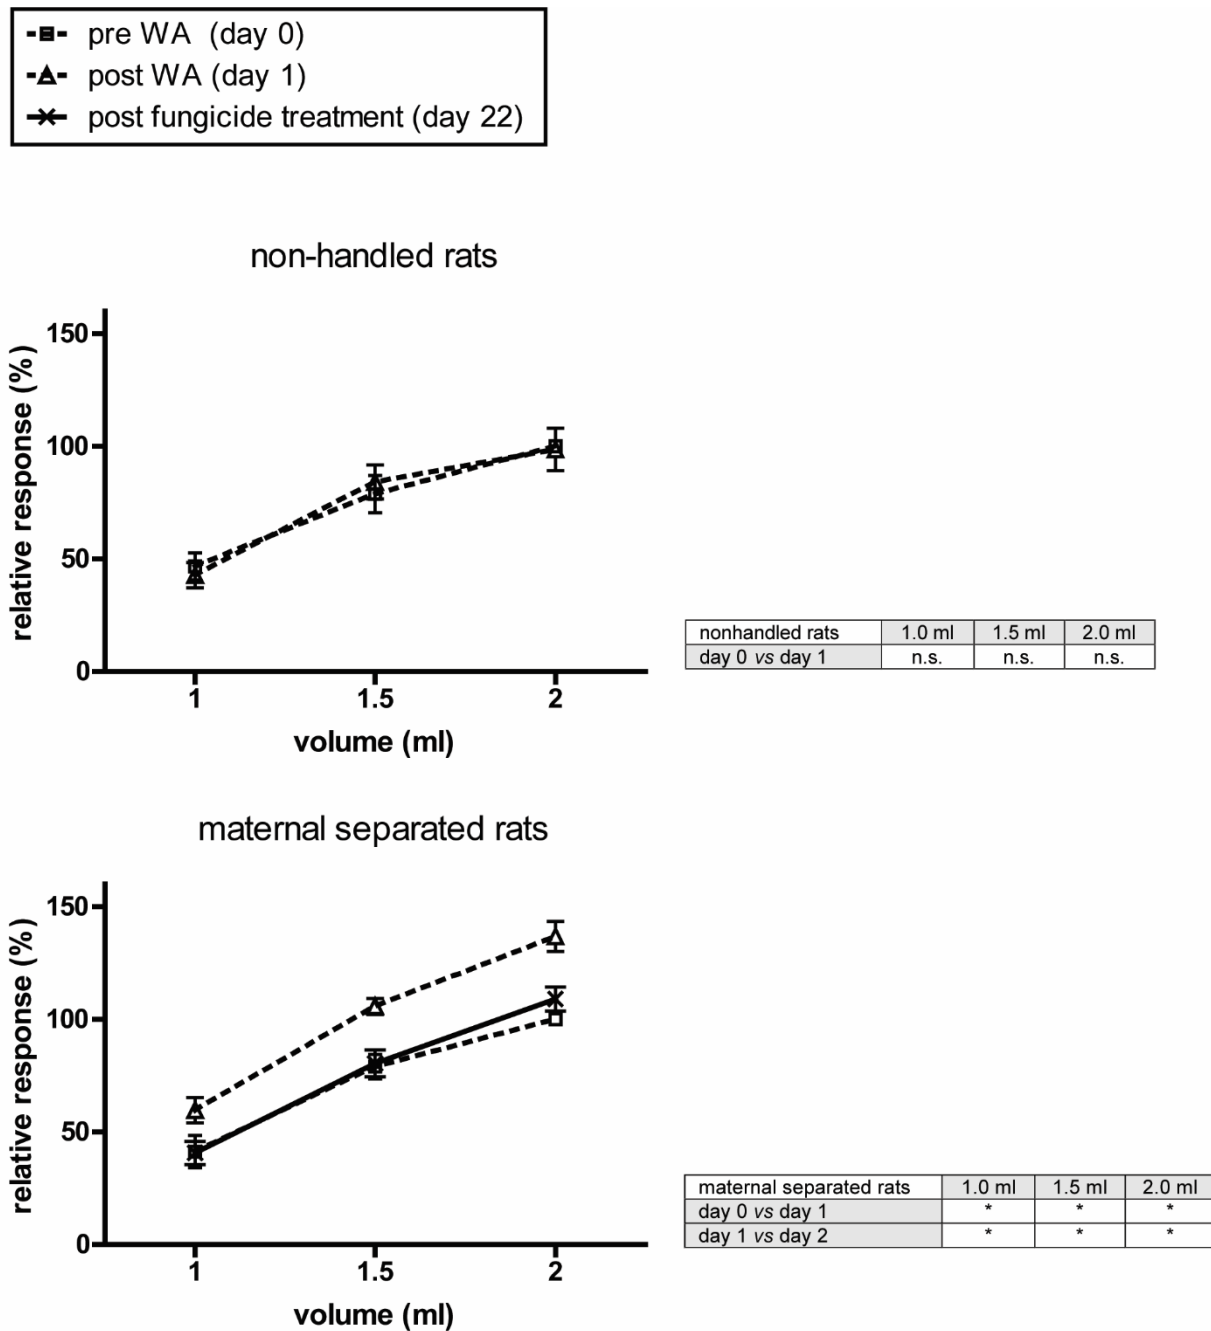 pre WA (day 0)
post WA (day 1)
post fungicide treatment (day 22)
non-handled rats
relative response (%)
150
100
50
0
1 1.5 2
volume (ml)
nonhandled rats 1.0 ml 1.5 ml 2.0 ml
day 0 vs day 1 n.s. n.s. n.s.
maternal separated rats
relative response (%)
150
100
50
0
1 1.5 2
volume (ml)
maternal separated rats 1.0 ml 1.5 ml 2.0 ml
day 0 vs day 1 * * *
day 1 vs day 2 * * *